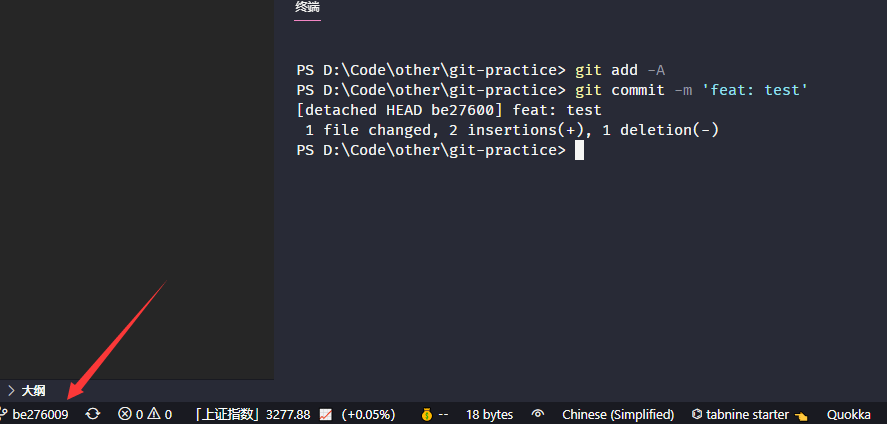 终端
PS D:\Code\other\git-practice> git add -A
PS D:\Code\other\git-practice> git commit -m 'feat: test'
[detached HEAD be27600] feat: test
 1 file changed, 2 insertions(+), 1 deletion(-)
PS D:\Code\other\git-practice>
大纲
be276009 0 0 「上证指数」3277.88 📈 (+0.05%) 💰 -- 18 bytes Chinese (Simplified) tabnine starter 👈 Quokka